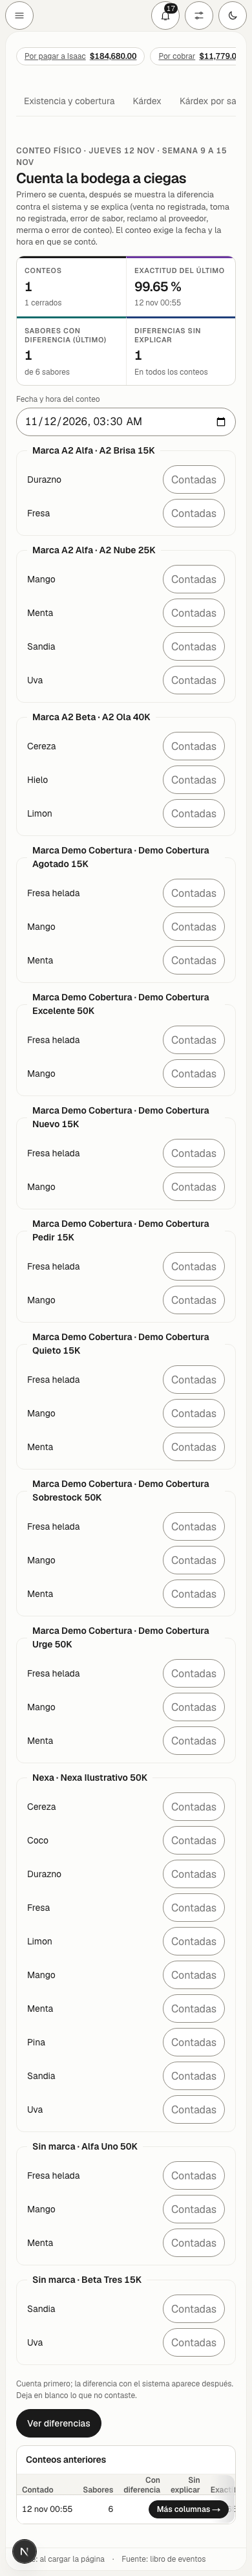 17
Por pagar a Isaac $184,680.00
Por cobrar $11,779.0
Existencia y cobertura Kárdex Kárdex por sa
CONTEO FÍSICO · JUEVES 12 NOV · SEMANA 9 A 15
NOV
Cuenta la bodega a ciegas
Primero se cuenta, después se muestra la diferencia
contra el sistema y se explica (venta no registrada, toma
no registrada, error de sabor, reclamo al proveedor,
merma o error de conteo). El conteo exige la fecha y la
hora en que se contó.
CONTEOS
1
1 cerrados
EXACTITUD DEL ÚLTIMO
99.65 %
12 nov 00:55
SABORES CON
DIFERENCIA (ÚLTIMO)
1
de 6 sabores
DIFERENCIAS SIN
EXPLICAR
1
En todos los conteos
Fecha y hora del conteo
11/12/2026, 03:30 AM
Marca A2 Alfa · A2 Brisa 15K
Durazno Contadas
Fresa Contadas
Marca A2 Alfa · A2 Nube 25K
Mango Contadas
Menta Contadas
Sandia Contadas
Uva Contadas
Marca A2 Beta · A2 Ola 40K
Cereza Contadas
Hielo Contadas
Limon Contadas
Marca Demo Cobertura · Demo Cobertura
Agotado 15K
Fresa helada Contadas
Mango Contadas
Menta Contadas
Marca Demo Cobertura · Demo Cobertura
Excelente 50K
Fresa helada Contadas
Mango Contadas
Marca Demo Cobertura · Demo Cobertura
Nuevo 15K
Fresa helada Contadas
Mango Contadas
Marca Demo Cobertura · Demo Cobertura
Pedir 15K
Fresa helada Contadas
Mango Contadas
Marca Demo Cobertura · Demo Cobertura
Quieto 15K
Fresa helada Contadas
Mango Contadas
Menta Contadas
Marca Demo Cobertura · Demo Cobertura
Sobrestock 50K
Fresa helada Contadas
Mango Contadas
Menta Contadas
Marca Demo Cobertura · Demo Cobertura
Urge 50K
Fresa helada Contadas
Mango Contadas
Menta Contadas
Nexa · Nexa Ilustrativo 50K
Cereza Contadas
Coco Contadas
Durazno Contadas
Fresa Contadas
Limon Contadas
Mango Contadas
Menta Contadas
Pina Contadas
Sandia Contadas
Uva Contadas
Sin marca · Alfa Uno 50K
Fresa helada Contadas
Mango Contadas
Menta Contadas
Sin marca · Beta Tres 15K
Sandia Contadas
Uva Contadas
Cuenta primero; la diferencia con el sistema aparece después.
Deja en blanco lo que no contaste.
Ver diferencias
Conteos anteriores
Contado Sabores Con diferencia Sin explicar
12 nov 00:55 6 Más columnas →
N
al cargar la página · Fuente: libro de eventos